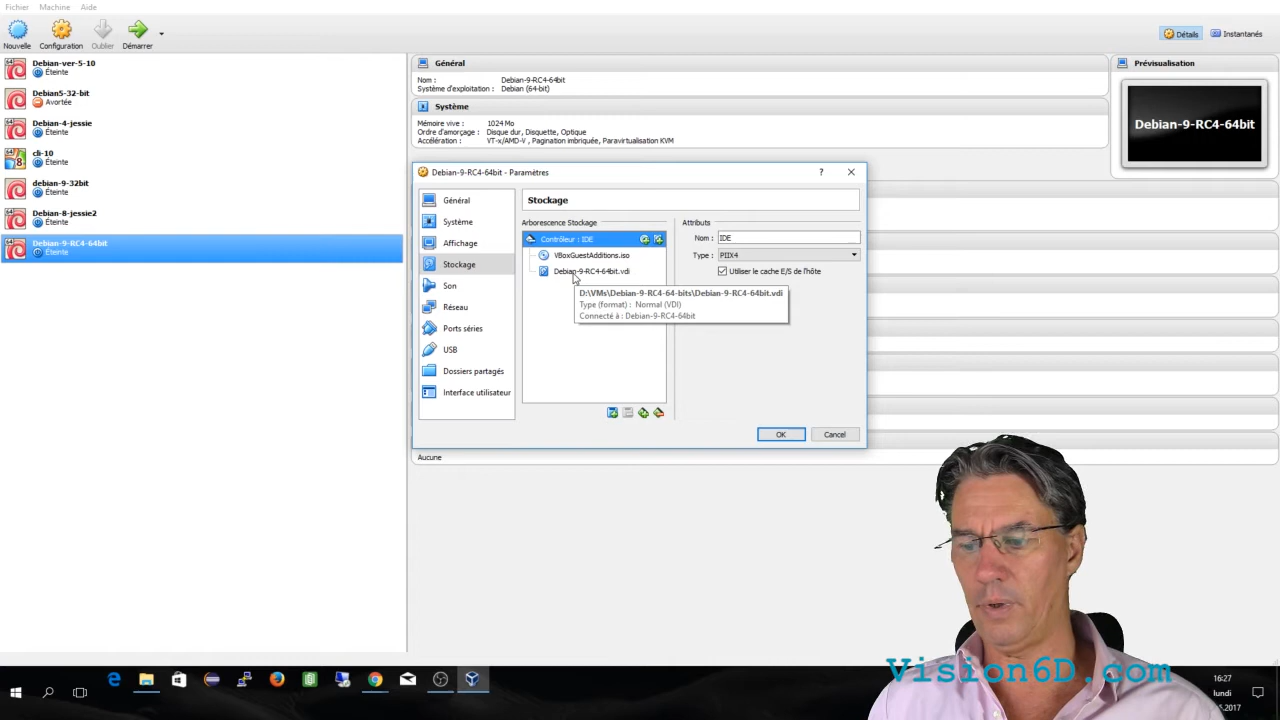 Fichier Machine Aide
Nouvelle Configuration Oublier Démarrer
Détails Instantanés
Debian-ver-5-10
Éteinte
Debian5-32-bit
Avortée
Debian-4-jessie
Éteinte
cli-10
Éteinte
debian-9-32bit
Éteinte
Debian-8-jessie2
Éteinte
Debian-9-RC4-64bit
Éteinte
Général
Nom : Debian-9-RC4-64bit
Système d'exploitation : Debian (64-bit)
Système
Mémoire vive : 1024 Mo
Ordre d'amorçage : Disque dur, Disquette, Optique
Accélération : VT-x/AMD-V , Pagination imbriquée, Paravirtualisation KVM
Prévisualisation
Debian-9-RC4-64bit
Debian-9-RC4-64bit - Paramètres
Général
Système
Affichage
Stockage
Son
Réseau
Ports séries
USB
Dossiers partagés
Interface utilisateur
Stockage
Arborescence Stockage
Contrôleur : IDE
VBoxGuestAdditions.iso
Debian-9-RC4-64bit.vdi
D:\VMs\Debian-9-RC4-64-bits\Debian-9-RC4-64bit.vdi
Type (format) : Normal (VDI)
Connecté à : Debian-9-RC4-64bit
Attributs
Nom : IDE
Type : PIIX4
Utiliser le cache E/S de l'hôte
OK Cancel
Aucune
Vision6D.com
16:27
lundi
.2017